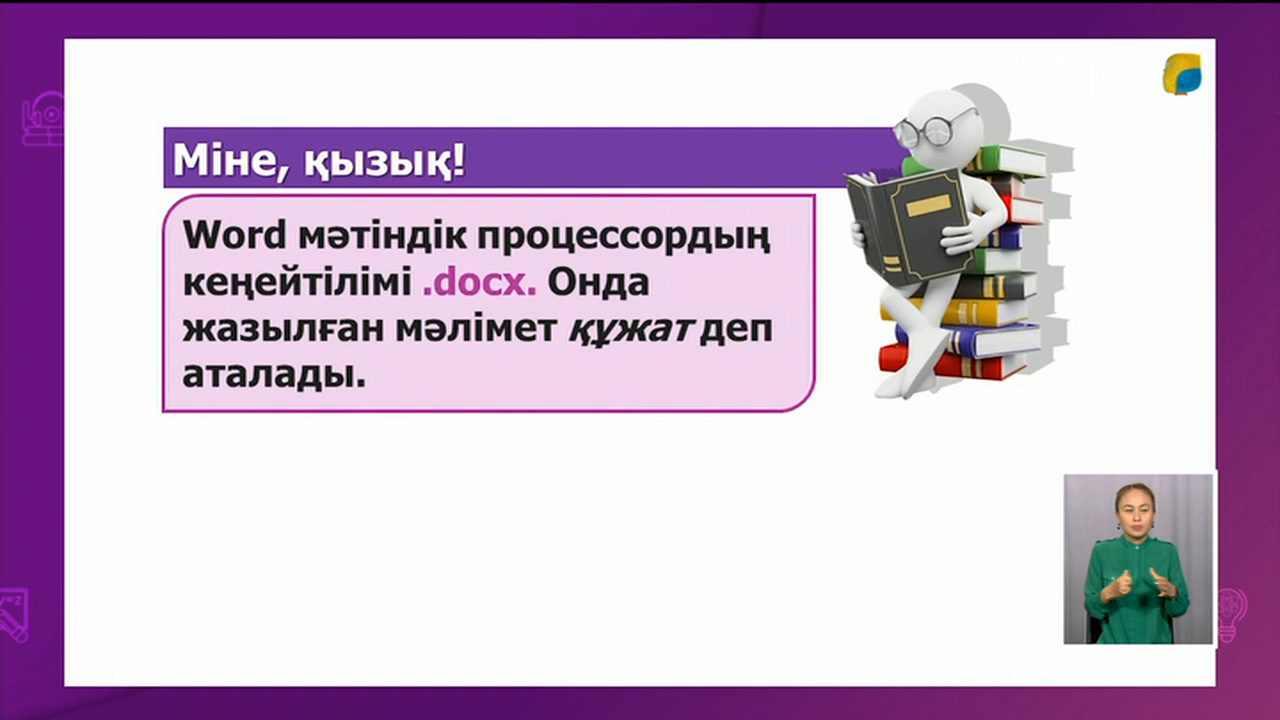 Міне, қызық!
Word мәтіндік процессордың
кеңейтілімі .docx. Онда
жазылған мәлімет құжат деп
аталады.